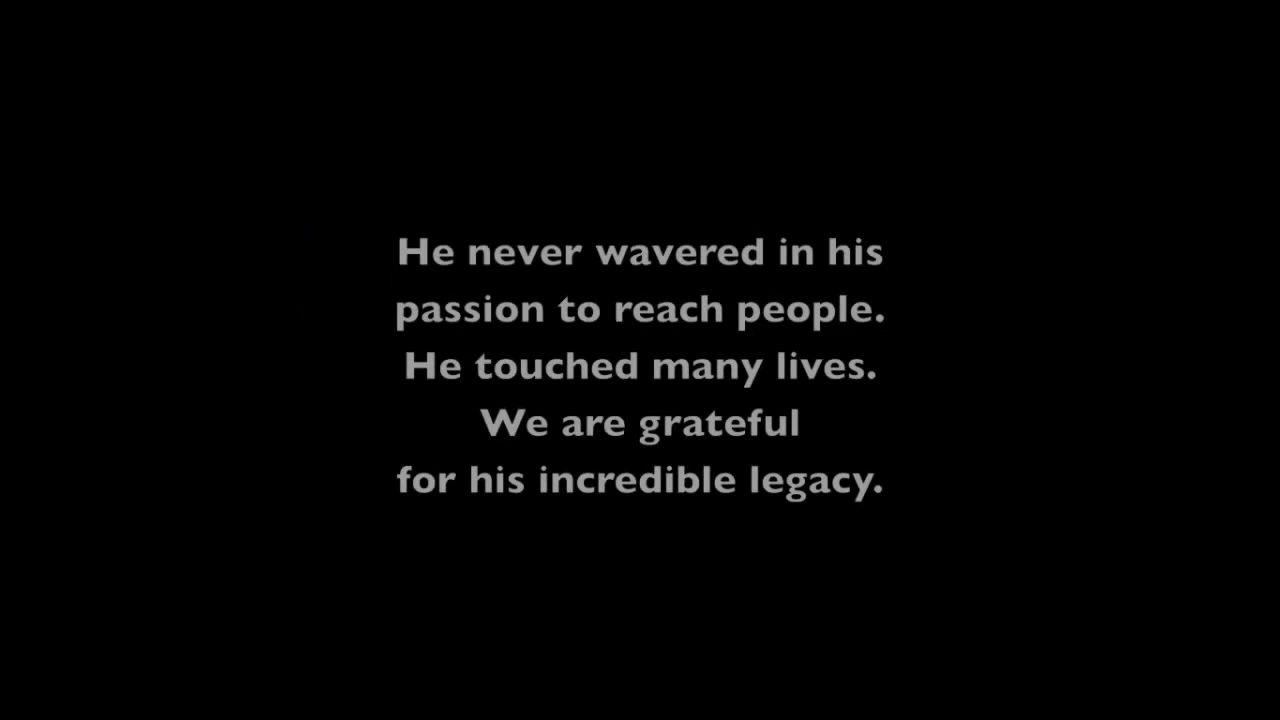 He never wavered in his
passion to reach people.
He touched many lives.
We are grateful
for his incredible legacy.